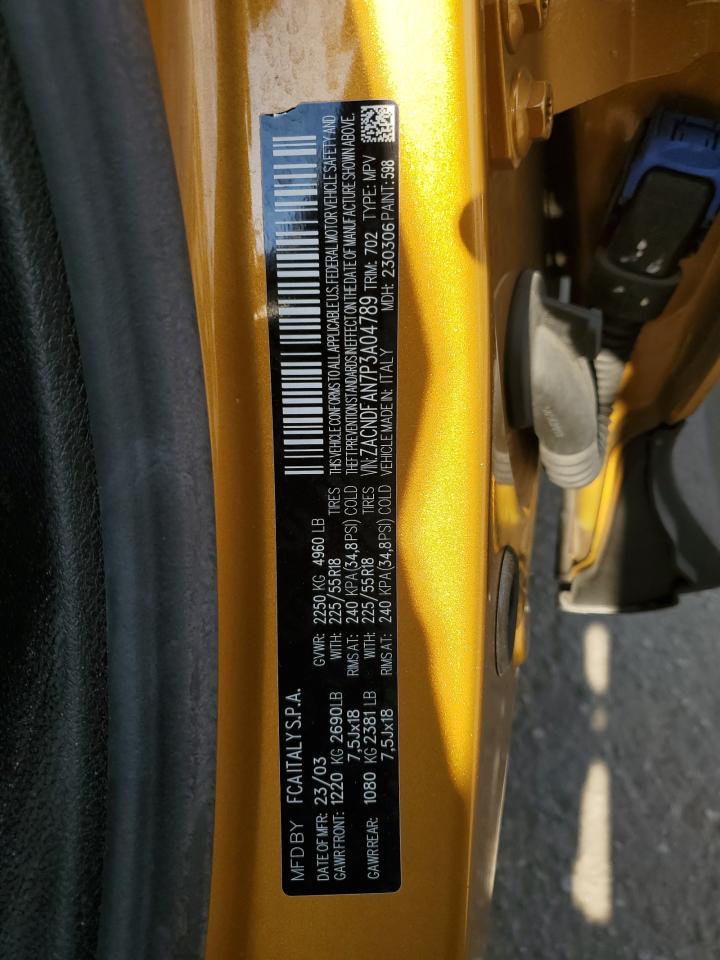 MFD BY FCA ITALY S.P.A.
DATE OF MFR: 23/03 GVWR: 2250 KG 4960 LB
GAWR FRONT: 1220 KG 2690 LB WITH: 225/55R18 TIRES
7,5Jx18 RIMS AT: 240 KPA (34,8PSI) COLD
GAWR REAR: 1080 KG 2381 LB WITH: 225/55R18 TIRES
7,5Jx18 RIMS AT: 240 KPA (34,8PSI) COLD
THIS VEHICLE CONFORMS TO ALL APPLICABLE U.S. FEDERAL MOTOR VEHICLE SAFETY AND
THEFT PREVENTION STANDARDS IN EFFECT ON THE DATE OF MANUFACTURE SHOWN ABOVE.
VIN: ZACNDFAN7P3A04789 TRIM: 702 TYPE: MPV
VEHICLE MADE IN: ITALY MDH: 230306 PAINT: 598